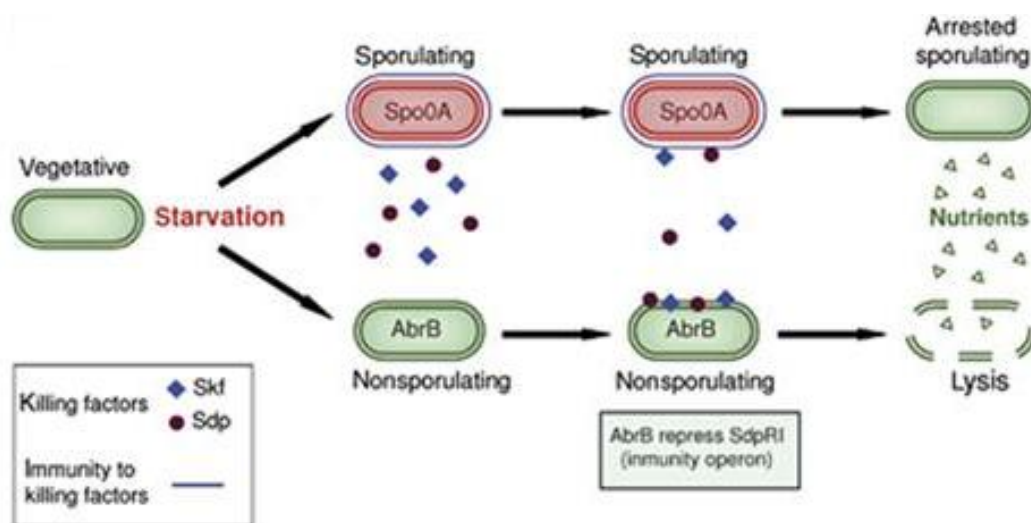 Arrested
sporulating
Sporulating
Sporulating
Spo0A
Spo0A
Vegetative
Starvation
Nutrients
AbrB
AbrB
Nonsporulating
Nonsporulating
Lysis
Killing factors
Skf
Sdp
Immunity to
killing factors
AbrB repress SdpRI
(inmunity operon)